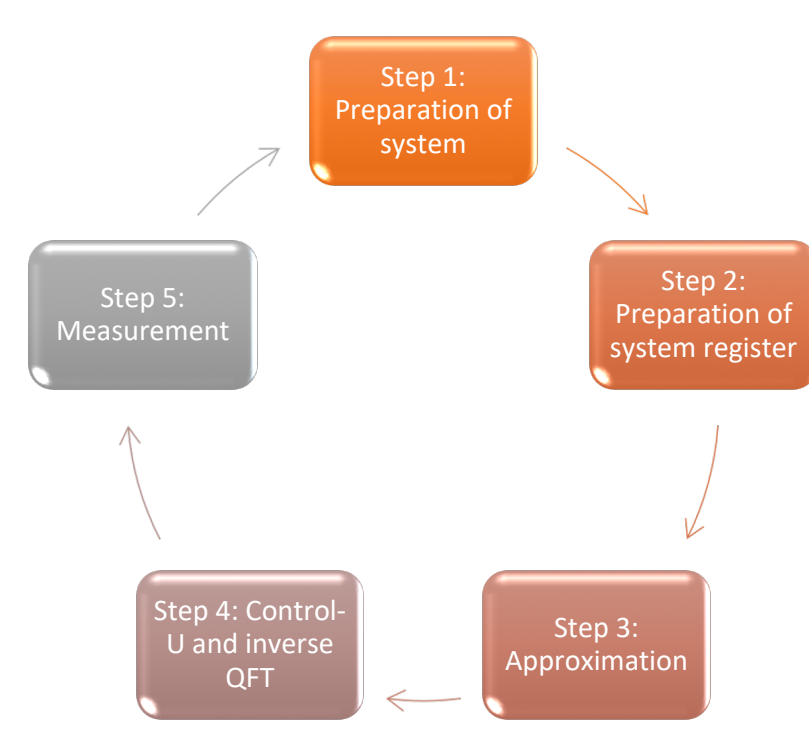 Step 1:
Preparation of
system
Step 2:
Preparation of
system register
Step 3:
Approximation
Step 4: Control-
U and inverse
QFT
Step 5:
Measurement